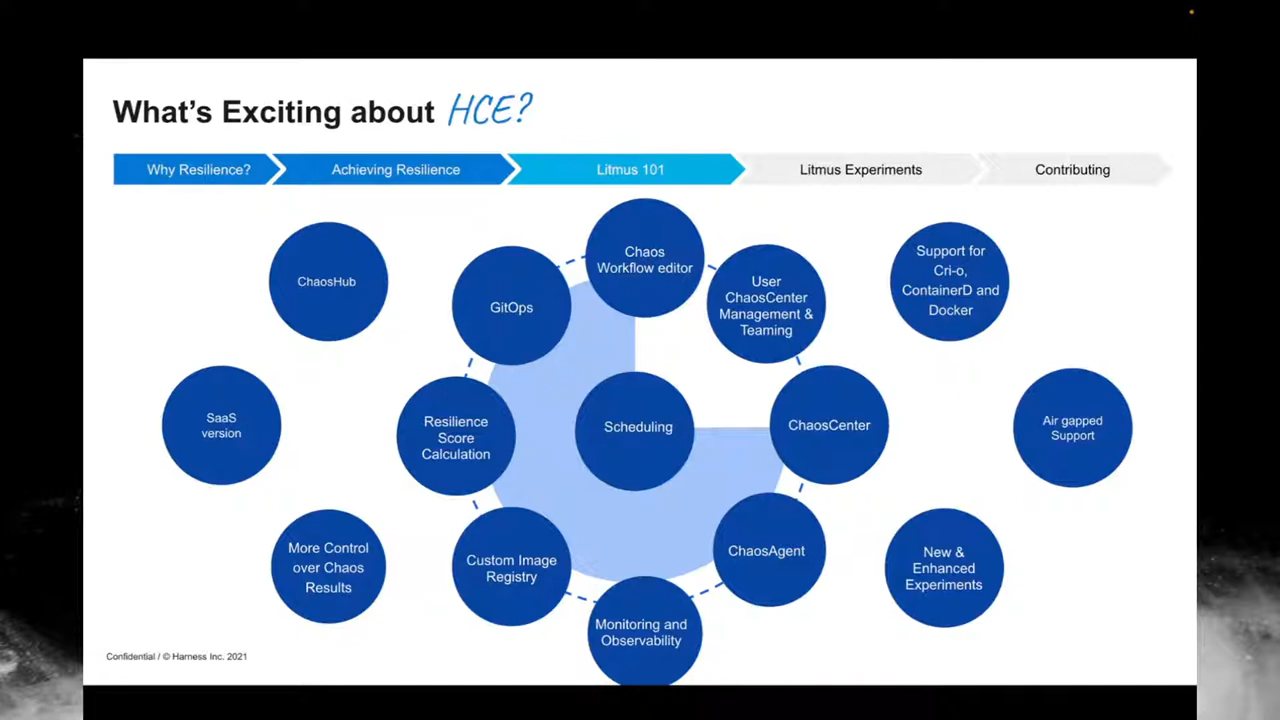 What's Exciting about HCE?
Why Resilience?
Achieving Resilience
Litmus 101
Litmus Experiments
Contributing
ChaosHub
GitOps
Chaos
Workflow editor
User
ChaosCenter
Management &
Teaming
Support for
Cri-o,
ContainerD and
Docker
SaaS
version
Resilience
Score
Calculation
Scheduling
ChaosCenter
Air gapped
Support
More Control
over Chaos
Results
Custom Image
Registry
Monitoring and
Observability
ChaosAgent
New &
Enhanced
Experiments
Confidential / © Harness Inc. 2021